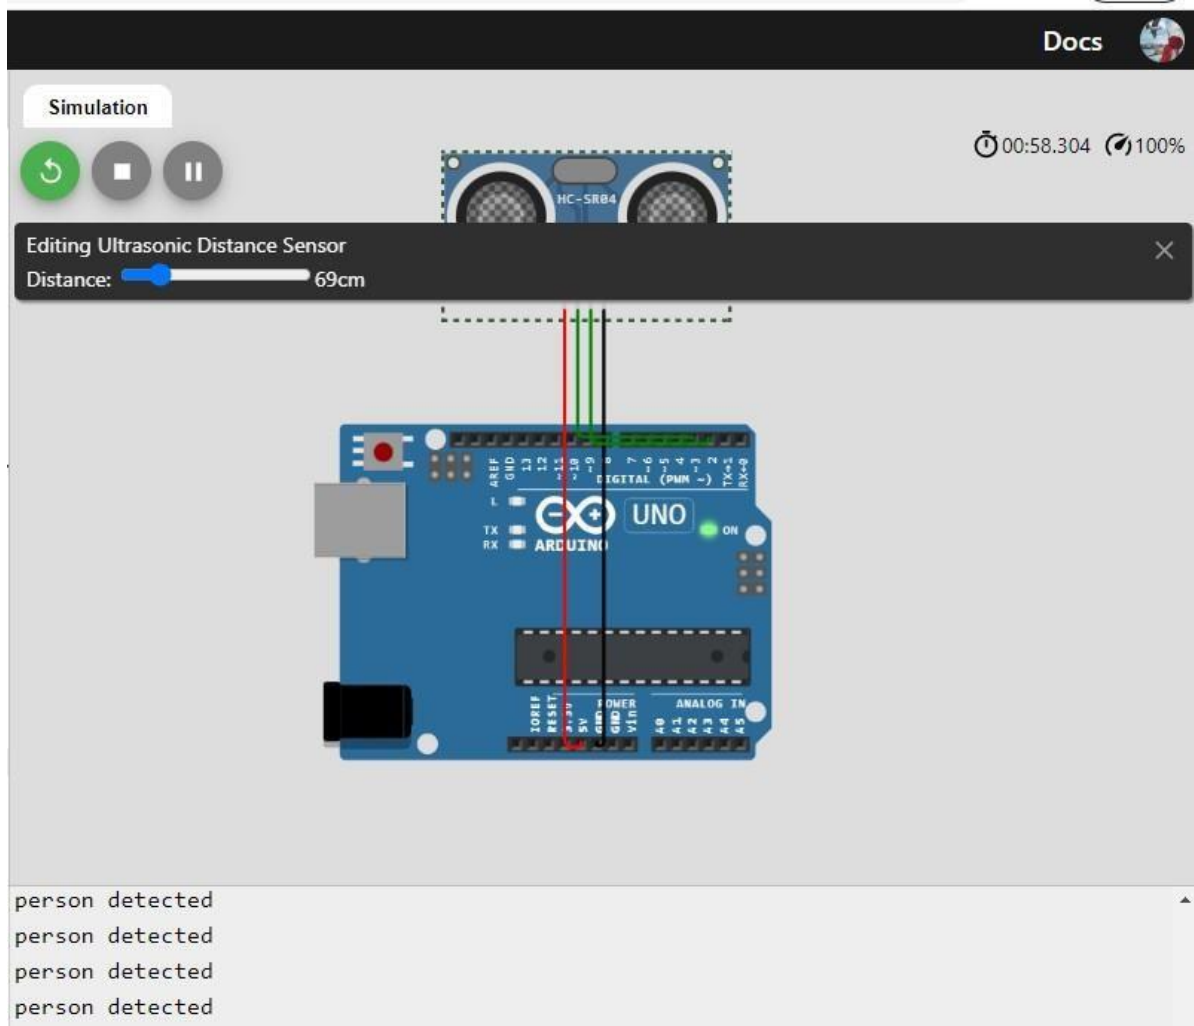 Docs
Simulation
00:58.304 100%
HC-SR04
Editing Ultrasonic Distance Sensor
Distance: 69cm
AREF
GND
13
12
~11
~10
~9
8
7
~6
~5
4
~3
2
TX→1
RX←0
DIGITAL (PWM ~)
L
TX
RX
UNO
ON
ARDUINO
IOREF
RESET
3.3V
5V
GND
GND
Vin
POWER
ANALOG IN
A0
A1
A2
A3
A4
A5
person detected
person detected
person detected
person detected